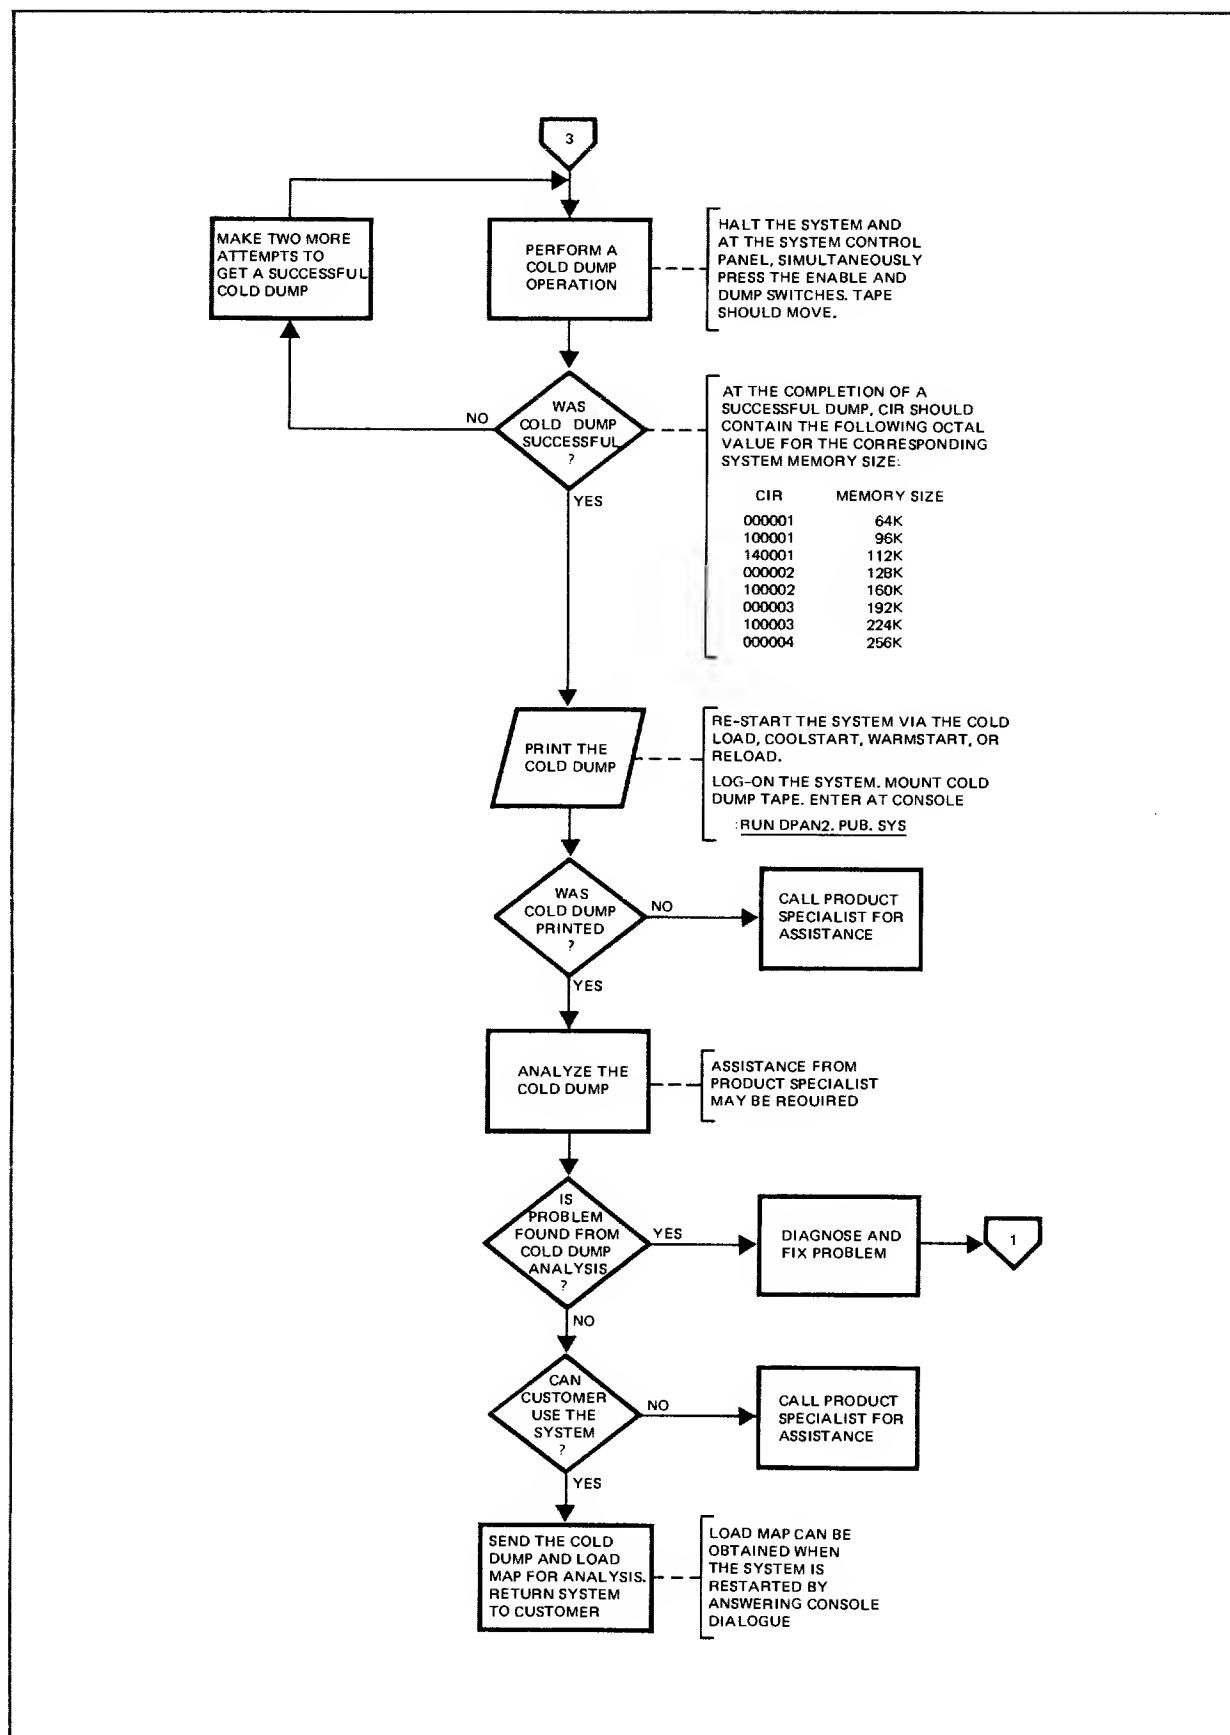 3
MAKE TWO MORE
ATTEMPTS TO
GET A SUCCESSFUL
COLD DUMP
PERFORM A
COLD DUMP
OPERATION
HALT THE SYSTEM AND
AT THE SYSTEM CONTROL
PANEL, SIMULTANEOUSLY
PRESS THE ENABLE AND
DUMP SWITCHES. TAPE
SHOULD MOVE.
NO
WAS
COLD DUMP
SUCCESSFUL
?
YES
AT THE COMPLETION OF A
SUCCESSFUL DUMP, CIR SHOULD
CONTAIN THE FOLLOWING OCTAL
VALUE FOR THE CORRESPONDING
SYSTEM MEMORY SIZE:
CIR MEMORY SIZE
000001 64K
100001 96K
140001 112K
000002 128K
100002 160K
000003 192K
100003 224K
000004 256K
PRINT THE
COLD DUMP
RE-START THE SYSTEM VIA THE COLD
LOAD, COOLSTART, WARMSTART, OR
RELOAD.
LOG-ON THE SYSTEM. MOUNT COLD
DUMP TAPE. ENTER AT CONSOLE
:RUN DPAN2. PUB. SYS
WAS
COLD DUMP
PRINTED
?
NO
YES
CALL PRODUCT
SPECIALIST FOR
ASSISTANCE
ANALYZE THE
COLD DUMP
ASSISTANCE FROM
PRODUCT SPECIALIST
MAY BE REQUIRED
IS
PROBLEM
FOUND FROM
COLD DUMP
ANALYSIS
?
YES
NO
DIAGNOSE AND
FIX PROBLEM
1
CAN
CUSTOMER
USE THE
SYSTEM
?
NO
YES
CALL PRODUCT
SPECIALIST FOR
ASSISTANCE
SEND THE COLD
DUMP AND LOAD
MAP FOR ANALYSIS.
RETURN SYSTEM
TO CUSTOMER
LOAD MAP CAN BE
OBTAINED WHEN
THE SYSTEM IS
RESTARTED BY
ANSWERING CONSOLE
DIALOGUE